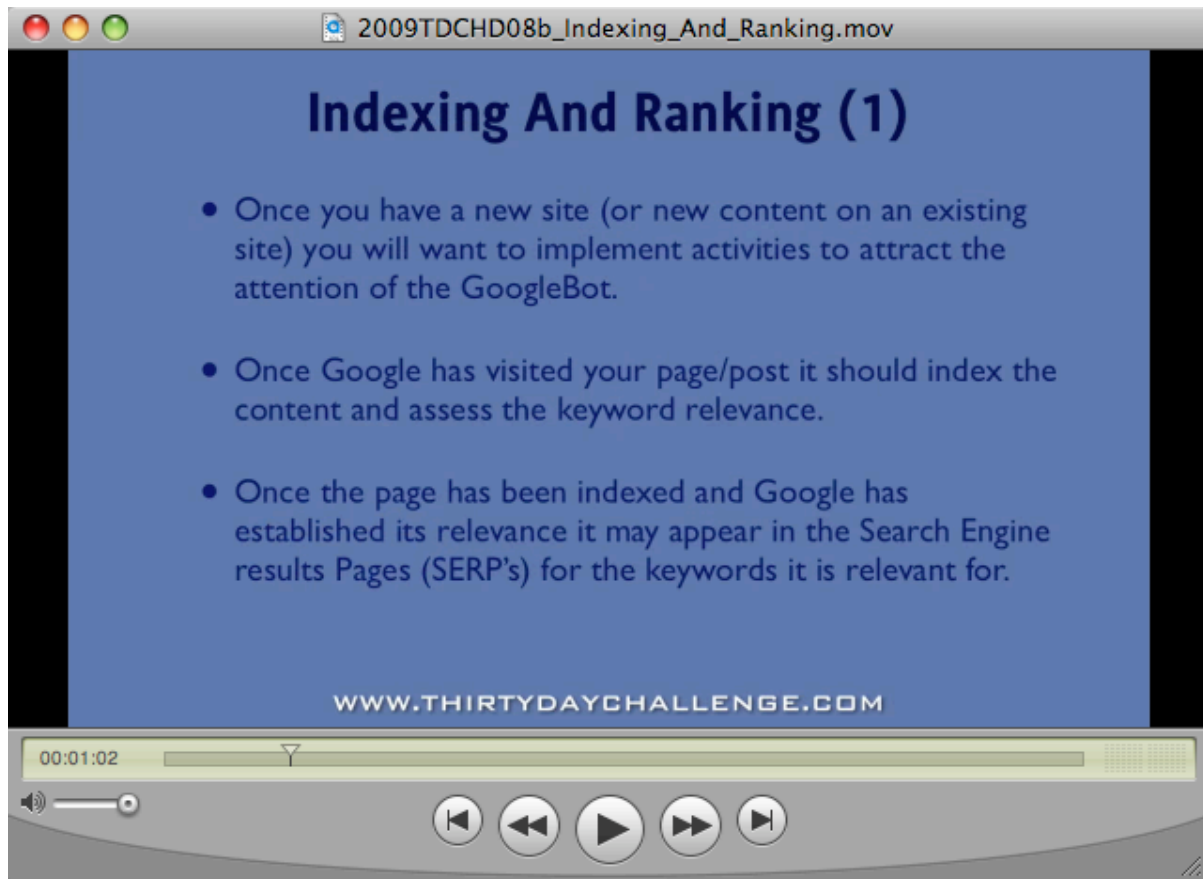 2009TDCHD08b_Indexing_And_Ranking.mov
Indexing And Ranking (1)
• Once you have a new site (or new content on an existing
site) you will want to implement activities to attract the
attention of the GoogleBot.
• Once Google has visited your page/post it should index the
content and assess the keyword relevance.
• Once the page has been indexed and Google has
established its relevance it may appear in the Search Engine
results Pages (SERP's) for the keywords it is relevant for.
WWW.THIRTYDAYCHALLENGE.COM
00:01:02